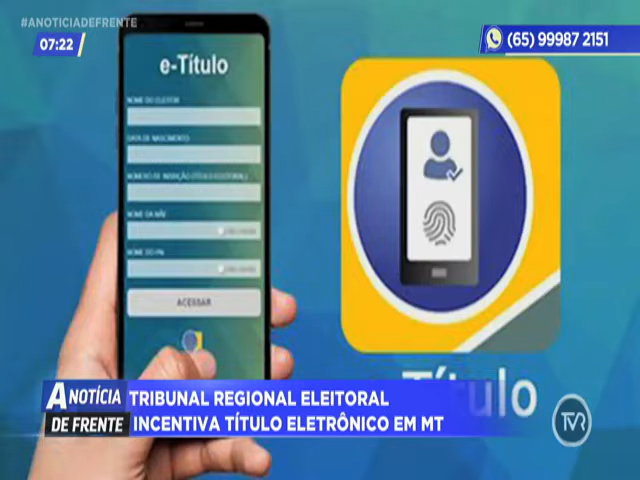 #ANOTICIADEFRENTE
07:22
(65) 99987 2151
e-Título
NOME DO ELEITOR
DATA DE NASCIMENTO
NOME DA MÃE
NOME DO PAI
ACESSAR
Título
A NOTÍCIA
DE FRENTE
TRIBUNAL REGIONAL ELEITORAL
INCENTIVA TÍTULO ELETRÔNICO EM MT
TVR